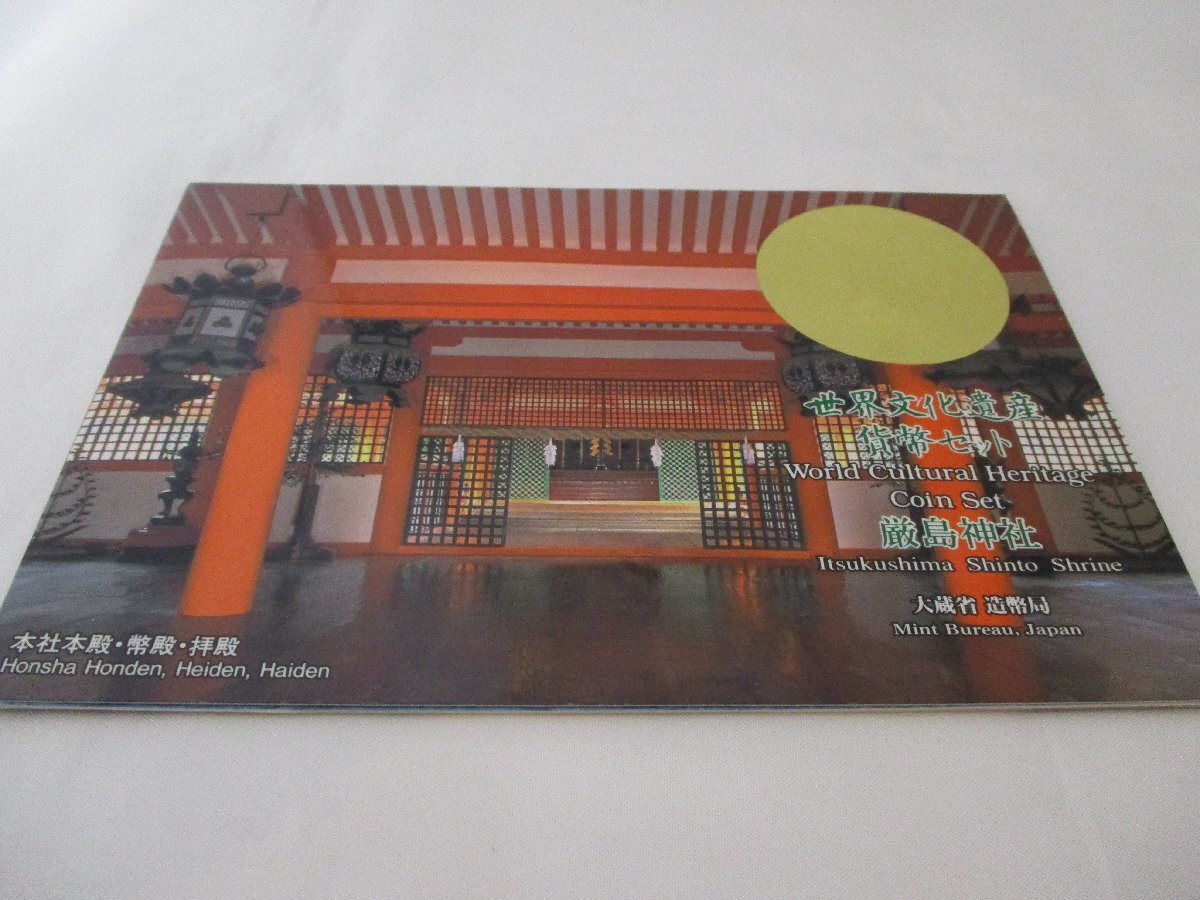 世界文化遺産
貨幣セット
World Cultural Heritage
Coin Set
厳島神社
Itsukushima Shinto Shrine
大蔵省 造幣局
Mint Bureau, Japan
本社本殿・幣殿・拝殿
Honsha Honden, Heiden, Haiden